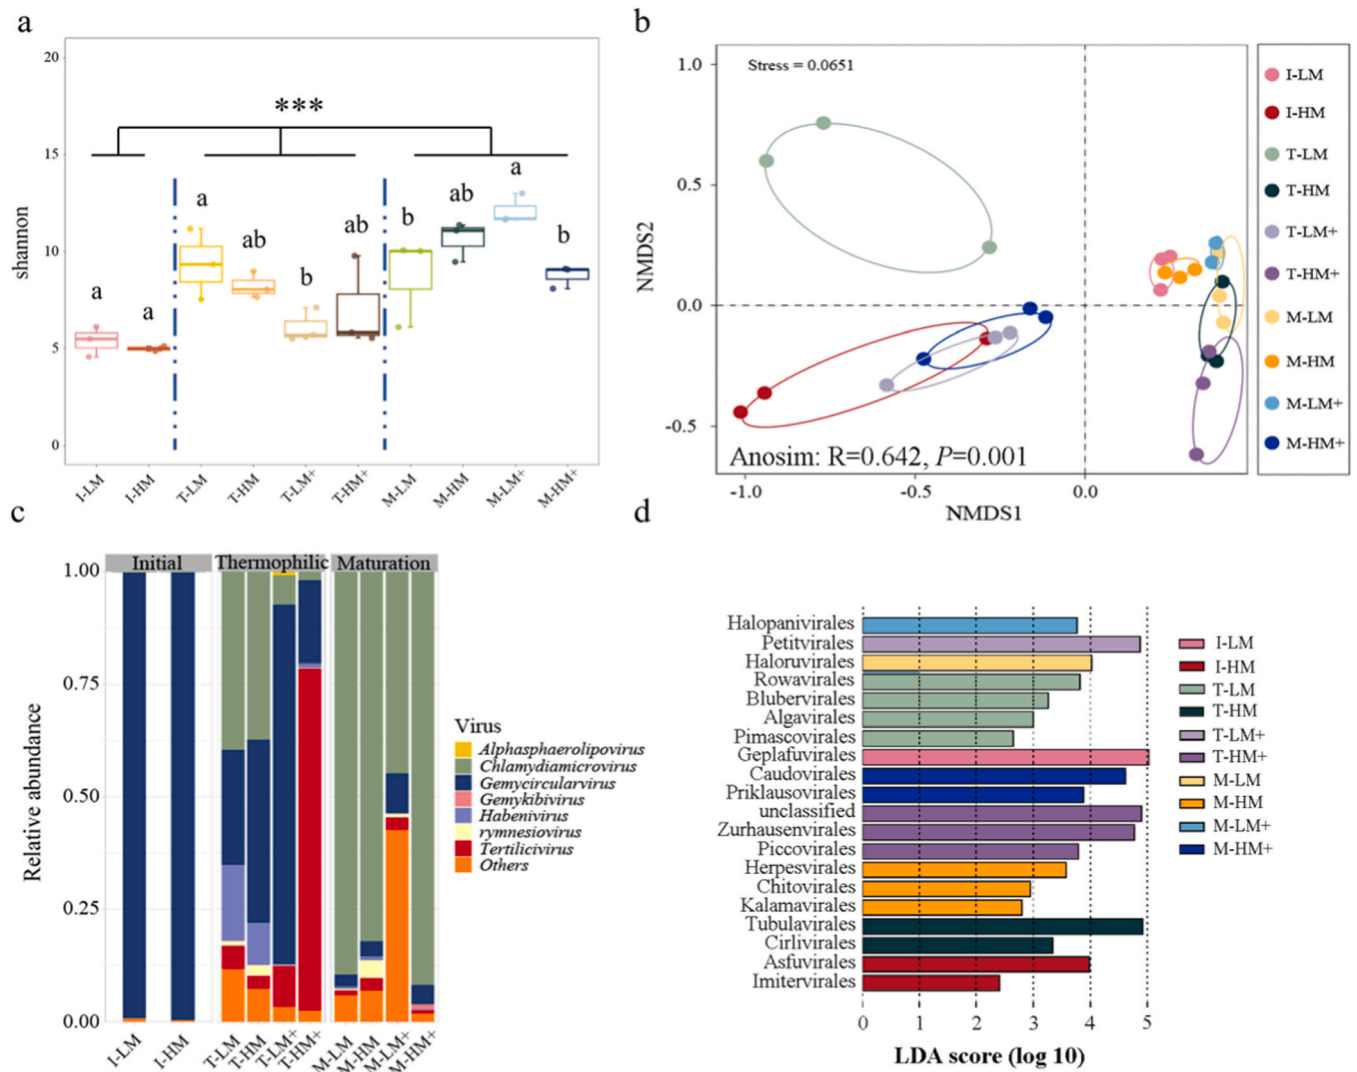 a
20
15
10
5
0
shannon
***
a
a
a
ab
b
ab
b
ab
a
b
I-LM
I-HM
T-LM
T-HM
T-LM+
T-HM+
M-LM
M-HM
M-LM+
M-HM+
b
Stress = 0.0651
1.0
0.5
0.0
-0.5
NMDS2
Anosim: R=0.642, P=0.001
-1.0
-0.5
0.0
NMDS1
I-LM
I-HM
T-LM
T-HM
T-LM+
T-HM+
M-LM
M-HM
M-LM+
M-HM+
c
Initial
Thermophilic
Maturation
1.00
0.75
0.50
0.25
0.00
Relative abundance
I-LM
I-HM
T-LM
T-HM
T-LM+
T-HM+
M-LM
M-HM
M-LM+
M-HM+
Virus
Alphasphaerolipovirus
Chlamydiamicrovirus
Gemycircularvirus
Gemykibivirus
Habenivirus
rymnesiovirus
Tertilicivirus
Others
d
Halopanivirales
Petitvirales
Haloruvirales
Rowavirales
Blubervirales
Algavirales
Pimascovirales
Geplafuvirales
Caudovirales
Priklausovirales
unclassified
Zurhausenvirales
Piccovirales
Herpesvirales
Chitovirales
Kalamavirales
Tubulavirales
Cirlivirales
Asfuvirales
Imitervirales
0
1
2
3
4
5
LDA score (log 10)
I-LM
I-HM
T-LM
T-HM
T-LM+
T-HM+
M-LM
M-HM
M-LM+
M-HM+